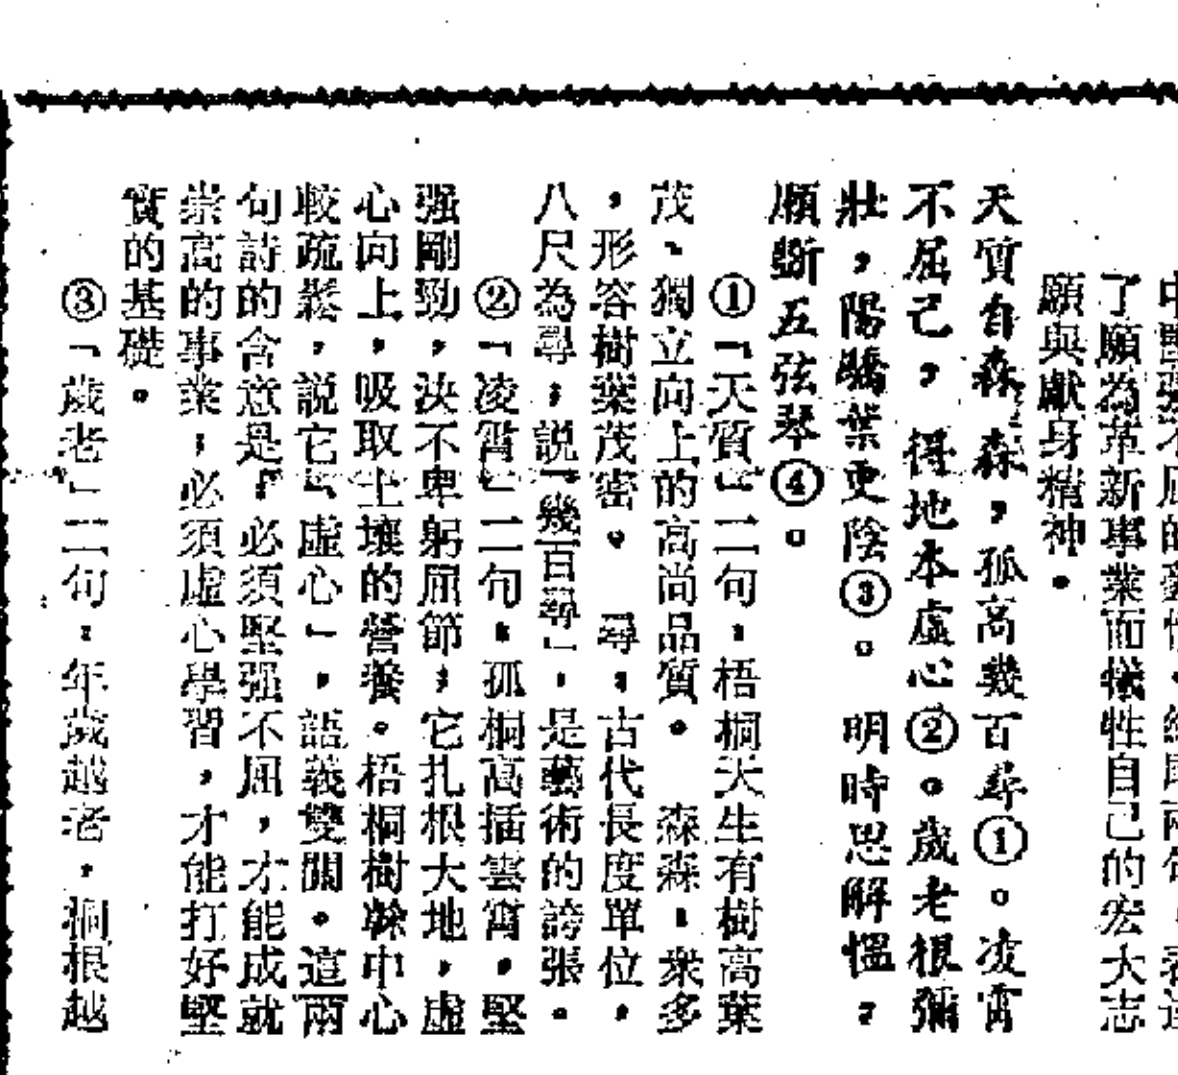 了願為革新事業而犧牲自己的宏大志
願與獻身精神。
天質自森森，孤高幾百尋①。凌霄
不屈己，得地本虛心②。歲老根彌
壯，陽驕葉更陰③。明時思解慍，
願斲五弦琴④。
①「天質」二句：梧桐天生有樹高葉
茂、獨立向上的高尚品質。森森：衆多
，形容樹葉茂密。尋：古代長度單位，
八尺為尋；說「幾百尋」，是藝術的誇張。
②「凌霄」二句：孤桐高插雲霄，堅
强剛勁，決不卑躬屈節；它扎根大地，虛
心向上，吸取土壤的營養。梧桐樹幹中心
較疏鬆，説它「虛心」，語義雙關。這兩
句詩的含意是：必須堅强不屈，才能成就
崇高的事業；必須虛心學習，才能打好堅
實的基礎。
③「歲老」二句：年歲越老，桐根越